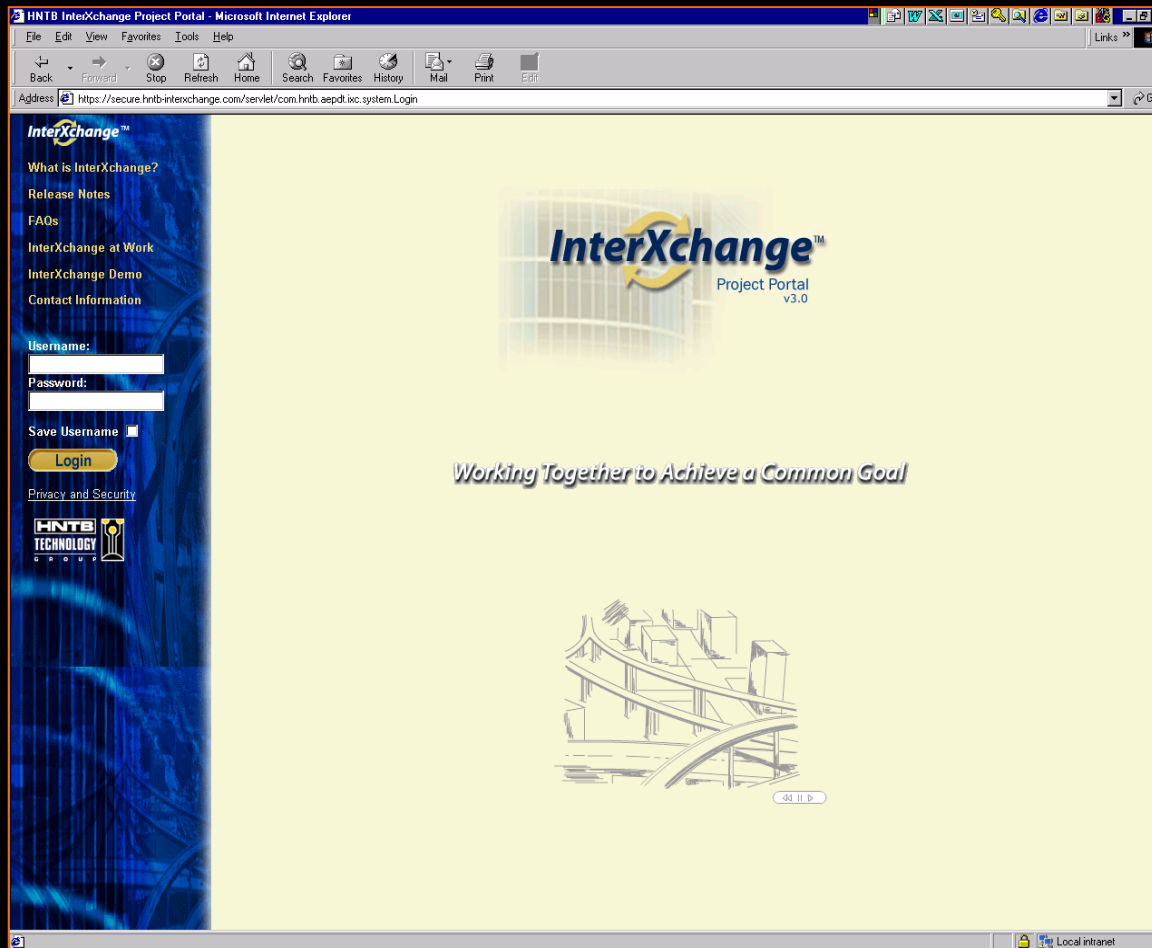 HNTB InterXchange Project Portal - Microsoft Internet Explorer
File Edit View Favorites Tools Help
Links »
Back Forward Stop Refresh Home Search Favorites History Mail Print Edit
Address https://secure.hntb-interxchange.com/servlet/com.hntb.aepdt.ixc.system.Login
InterXchange™
What is InterXchange?
Release Notes
FAQs
InterXchange at Work
InterXchange Demo
Contact Information
Username:
Password:
Save Username
Login
Privacy and Security
HNTB
TECHNOLOGY
GROUP
InterXchange™
Project Portal
v3.0
Working Together to Achieve a Common Goal
Local intranet